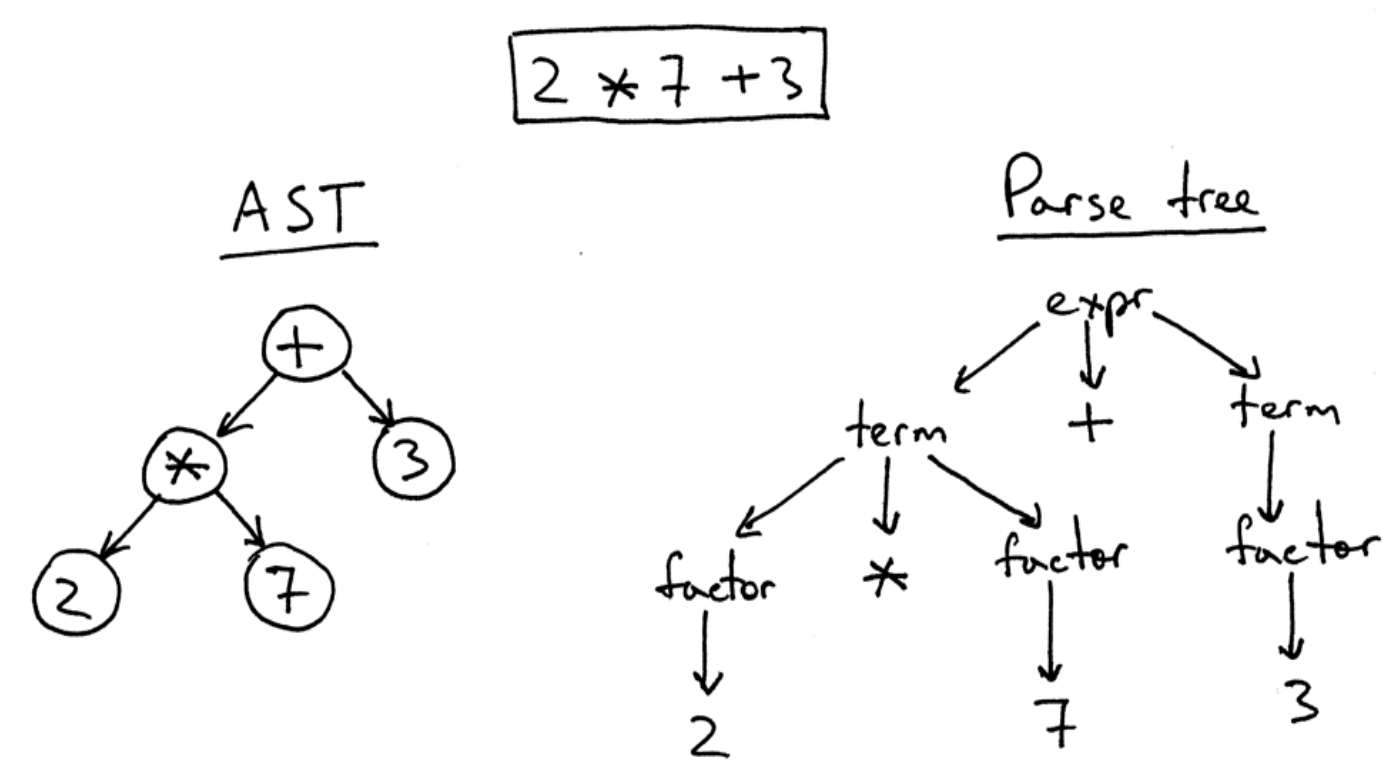 2 * 7 + 3
AST
Parse tree
+
* 3
2 7
expr
term + term
factor * factor factor
2 7 3